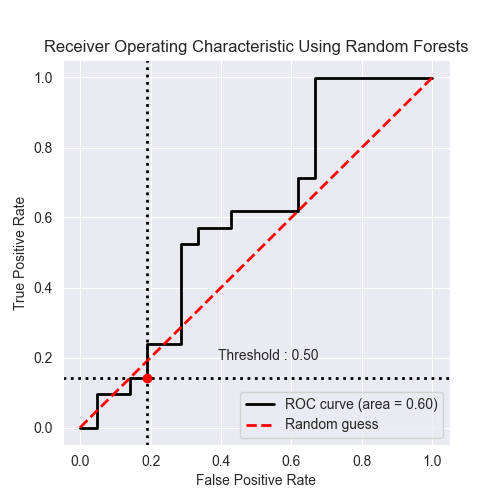 Receiver Operating Characteristic Using Random Forests
1.0
0.8
0.6
0.4
0.2
0.0
True Positive Rate
Threshold : 0.50
ROC curve (area = 0.60)
Random guess
0.0 0.2 0.4 0.6 0.8 1.0
False Positive Rate